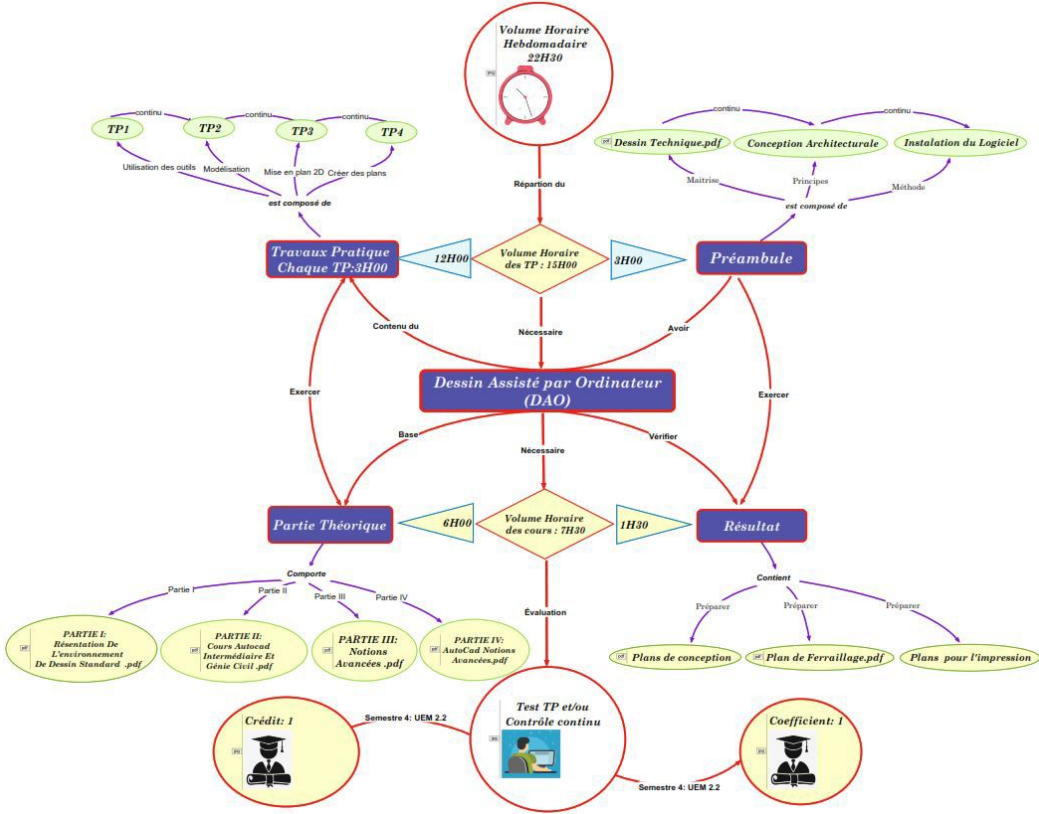 Volume Horaire
Hebdomadaire
22H30
continu
continu
continu
TP1
TP2
TP3
TP4
Utilisation des outils
Modélisation
Mise en plan 2D
Créer des plans
est composé de
continu
continu
Dessin Technique.pdf
Conception Architecturale
Instalation du Logiciel
Maitrise
Principes
Méthode
est composé de
Répartion du
Travaux Pratique
Chaque TP:3H00
12H00
Volume Horaire
des TP : 15H00
3H00
Préambule
Contenu du
Nécessaire
Avoir
Exercer
Dessin Assisté par Ordinateur
(DAO)
Exercer
Base
Nécessaire
Vérifier
Partie Théorique
6H00
Volume Horaire
des cours : 7H30
1H30
Résultat
Comporte
Partie I
Partie II
Partie III
Partie IV
Contient
Préparer
Préparer
Préparer
Évaluation
PARTIE I:
Résentation De
L'environnement
De Dessin Standard .pdf
PARTIE II:
Cours Autocad
Intermédiaire Et
Génie Civil .pdf
PARTIE III:
Notions
Avancées .pdf
PARTIE IV:
AutoCad Notions
Avancées.pdf
Plans de conception
Plan de Ferraillage.pdf
Plans pour l'impression
Crédit: 1
Semestre 4: UEM 2.2
Test TP et/ou
Contrôle continu
Semestre 4: UEM 2.2
Coefficient: 1